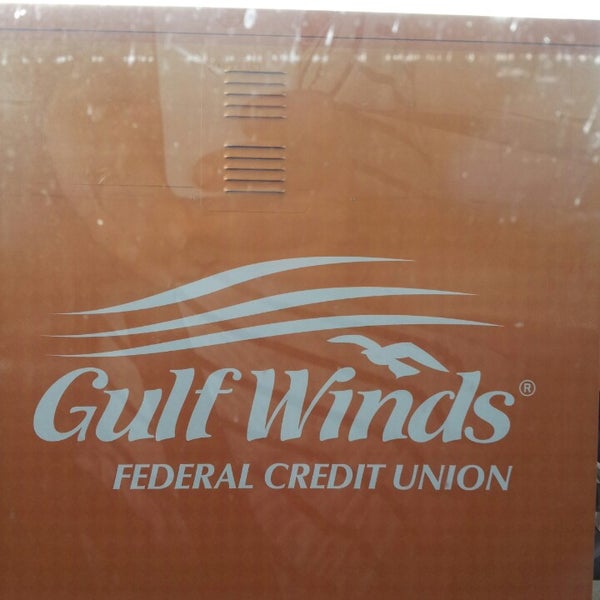 Gulf Winds®
FEDERAL CREDIT UNION